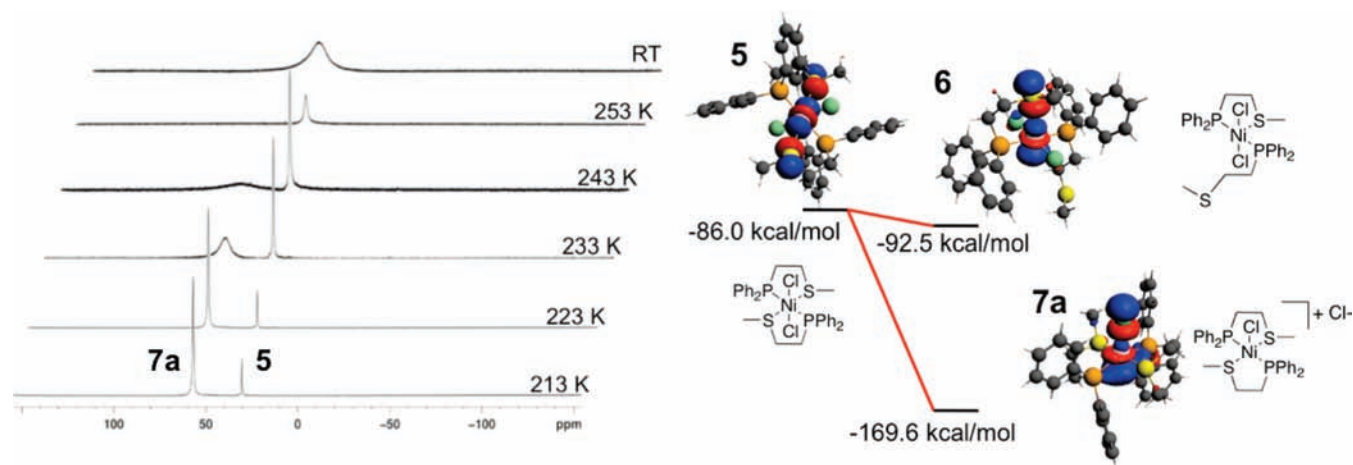 RT
253 K
243 K
233 K
223 K
7a 5
213 K
100 50 0 −50 −100 ppm
5
6
-86.0 kcal/mol
-92.5 kcal/mol
-169.6 kcal/mol
Cl
Ph2P S
Ni
S PPh2
Cl
Cl
Ph2P S
Ni
Cl PPh2
S
7a
Cl
Ph2P S
Ni
S PPh2
+ Cl-